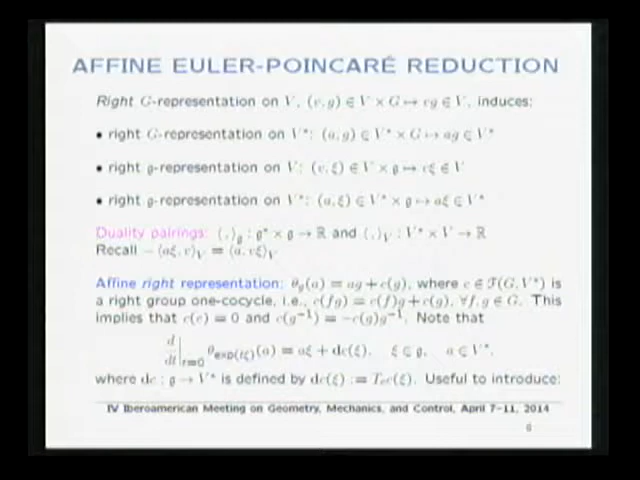 AFFINE EULER-POINCARÉ REDUCTION
Right G-representation on V, (v, g) ∈ V × G ↦ vg ∈ V, induces:
• right G-representation on V*: (a, g) ∈ V* × G ↦ ag ∈ V*
• right 𝔤-representation on V: (v, ξ) ∈ V × 𝔤 ↦ vξ ∈ V
• right 𝔤-representation on V*: (a, ξ) ∈ V* × 𝔤 ↦ aξ ∈ V*
Duality pairings: ⟨,⟩_𝔤 : 𝔤* × 𝔤 → ℝ and ⟨,⟩_V : V* × V → ℝ
Recall −⟨aξ, v⟩_V = ⟨a, vξ⟩_V
Affine right representation: θ_g(a) = ag + c(g), where c ∈ ℱ(G, V*) is
a right group one-cocycle, i.e., c(fg) = c(f)g + c(g), ∀f, g ∈ G. This
implies that c(e) = 0 and c(g⁻¹) = −c(g)g⁻¹. Note that
d/dt|_{t=0} θ_{exp(tξ)}(a) = aξ + dc(ξ), ξ ∈ 𝔤, a ∈ V*,
where dc : 𝔤 → V* is defined by dc(ξ) := T_e c(ξ). Useful to introduce:
IV Iberoamerican Meeting on Geometry, Mechanics, and Control, April 7-11, 2014
6